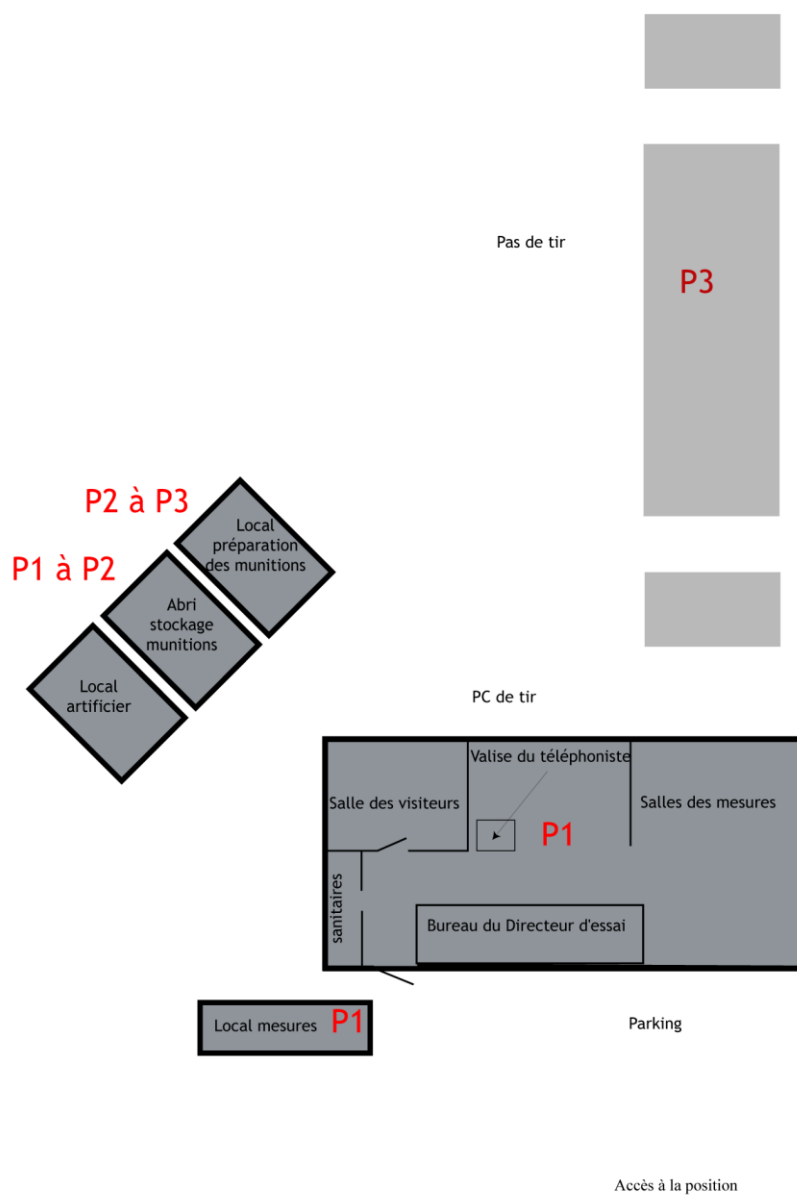 Pas de tir
P3
P2 à P3
Local
préparation
des munitions
P1 à P2
Abri
stockage
munitions
Local
artificier
PC de tir
Valise du téléphoniste
Salle des visiteurs
Salles des mesures
P1
sanitaires
Bureau du Directeur d'essai
Local mesures P1
Parking
Accès à la position